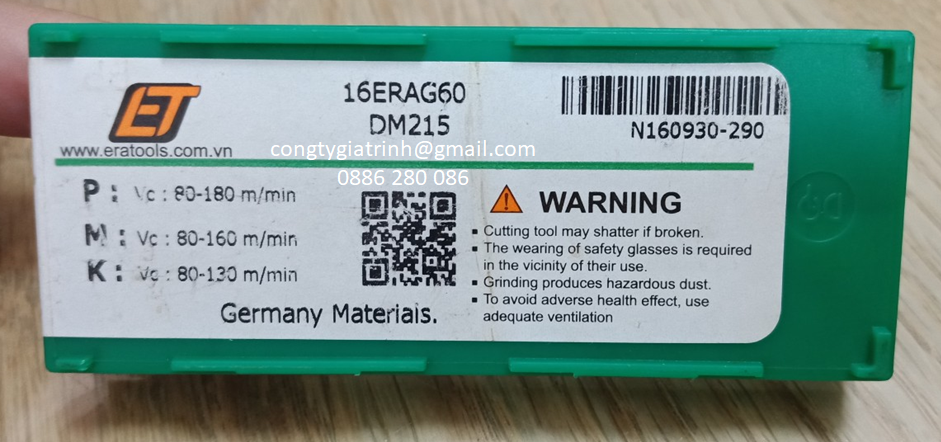 ET
www.eratools.com.vn
16ERAG60
DM215
N160930-290
congtygiatrinh@gmail.com
0886 280 086
P : Vc : 80-180 m/min
M : Vc : 80-160 m/min
K : Vc : 80-130 m/min
Germany Materials.
WARNING
▪ Cutting tool may shatter if broken.
▪ The wearing of safety glasses is required
in the vicinity of their use.
▪ Grinding produces hazardous dust.
▪ To avoid adverse health effect, use
adequate ventilation